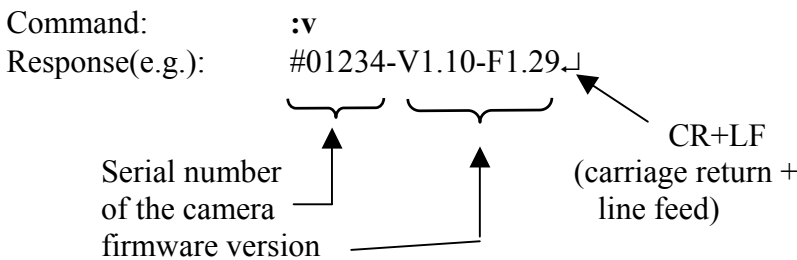 Command: :v
Response(e.g.): #01234-V1.10-F1.29↵
CR+LF
(carriage return +
line feed)
Serial number
of the camera
firmware version